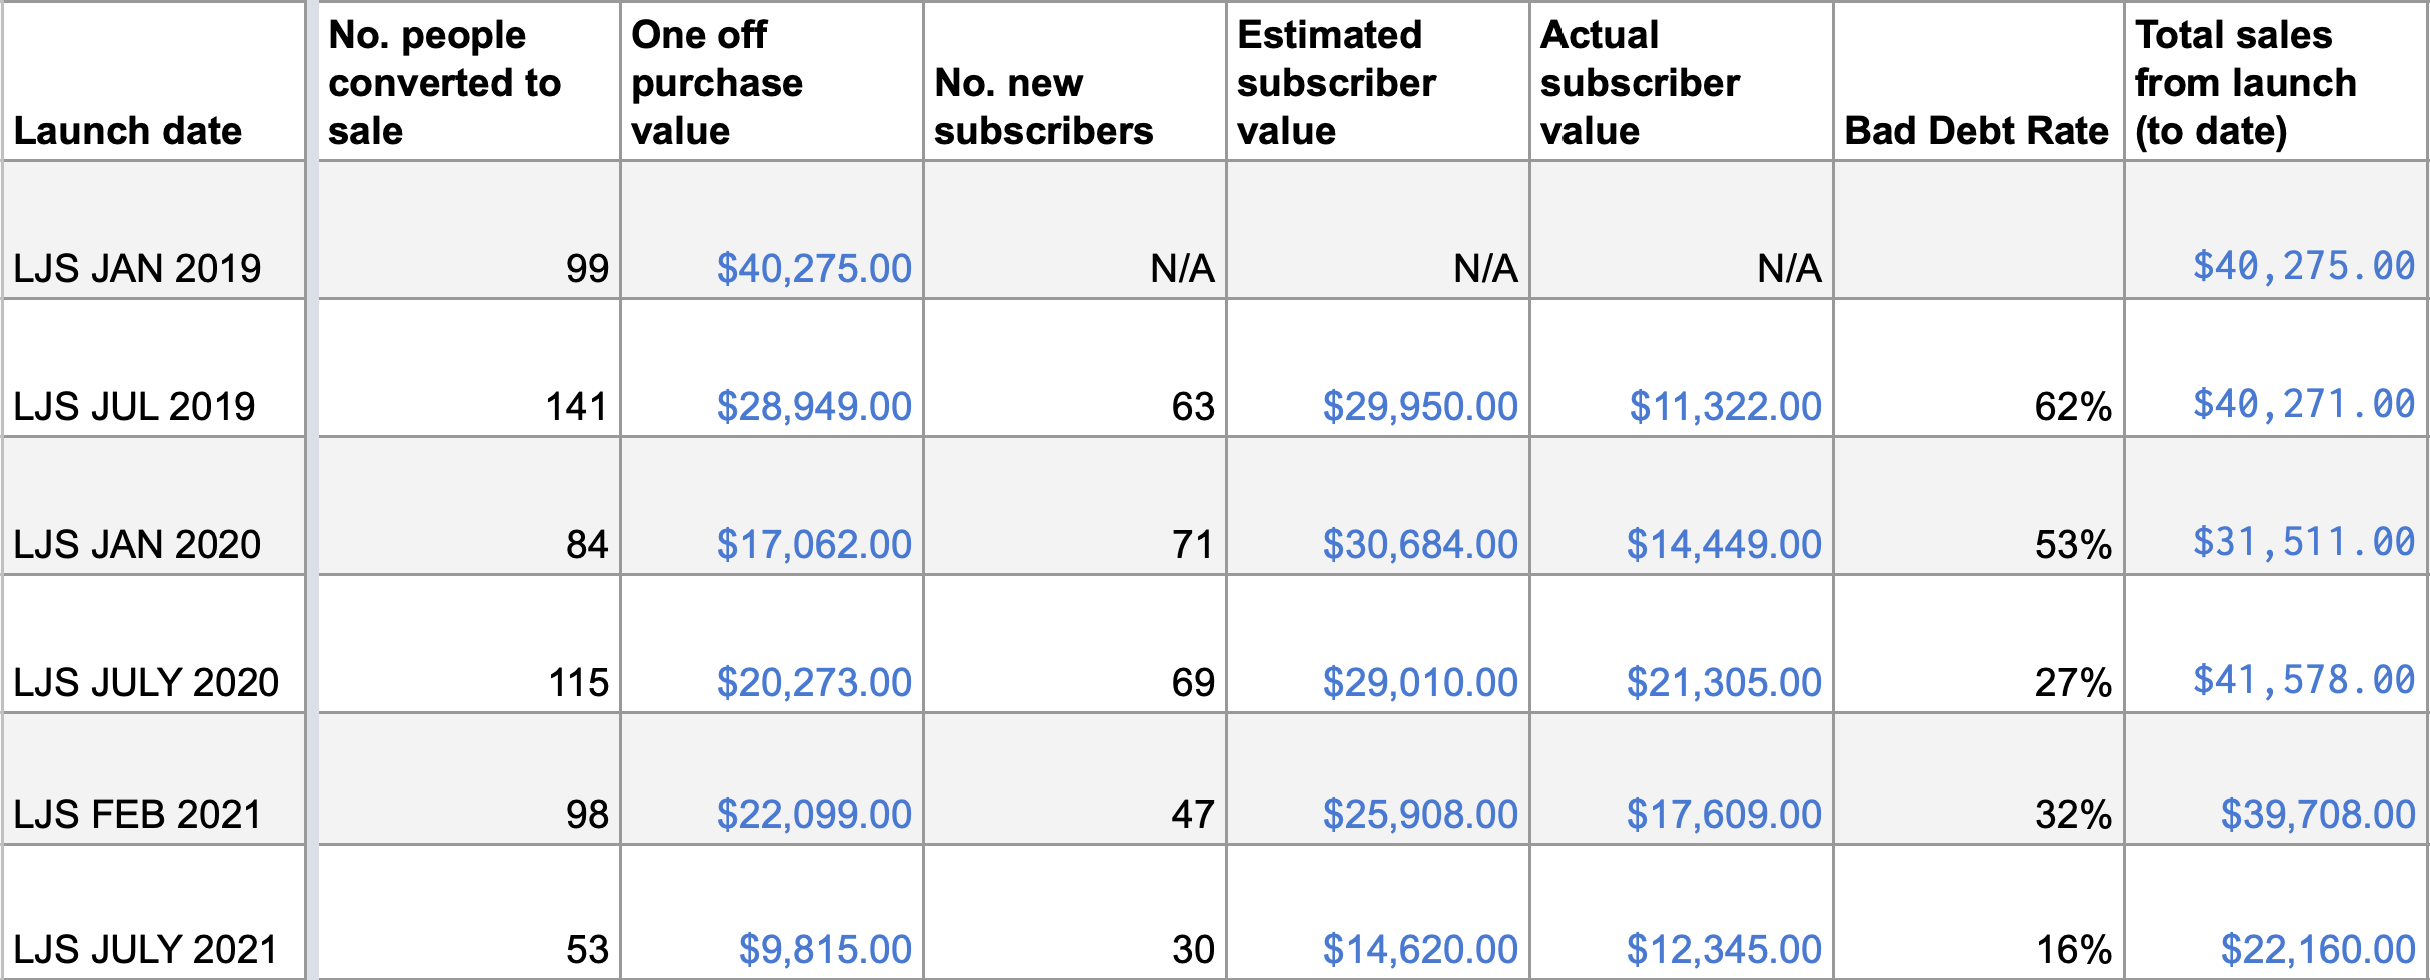 Launch date No. people converted to sale One off purchase value No. new subscribers Estimated subscriber value Actual subscriber value Bad Debt Rate Total sales from launch (to date)
LJS JAN 2019 99 $40,275.00 N/A N/A N/A $40,275.00
LJS JUL 2019 141 $28,949.00 63 $29,950.00 $11,322.00 62% $40,271.00
LJS JAN 2020 84 $17,062.00 71 $30,684.00 $14,449.00 53% $31,511.00
LJS JULY 2020 115 $20,273.00 69 $29,010.00 $21,305.00 27% $41,578.00
LJS FEB 2021 98 $22,099.00 47 $25,908.00 $17,609.00 32% $39,708.00
LJS JULY 2021 53 $9,815.00 30 $14,620.00 $12,345.00 16% $22,160.00